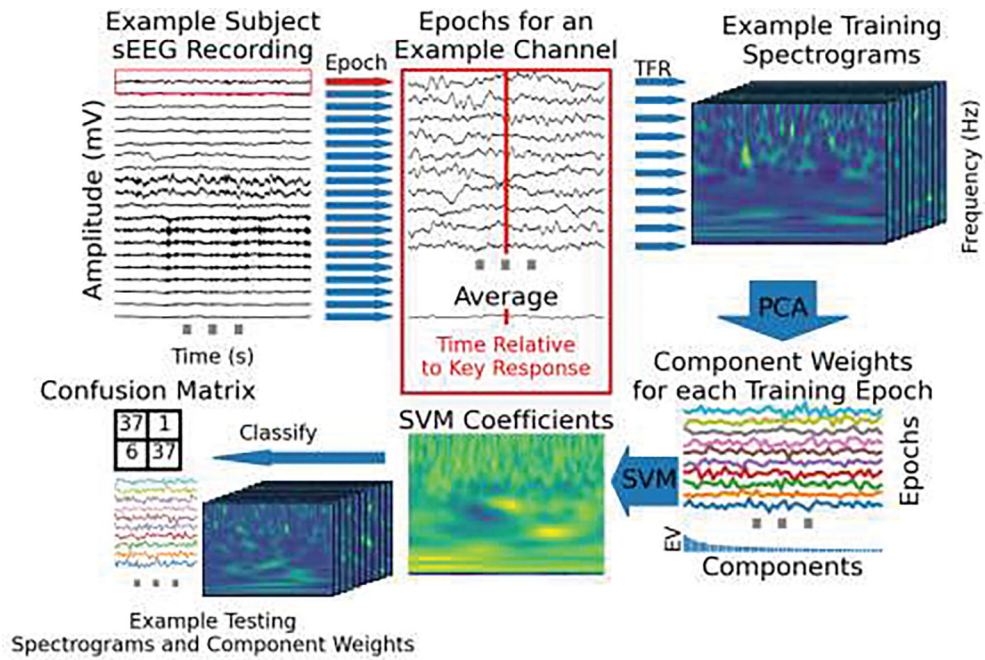 Example Subject
sEEG Recording
Epoch
Epochs for an
Example Channel
TFR
Example Training
Spectrograms
Amplitude (mV)
Frequency (Hz)
Time (s)
Average
Time Relative
to Key Response
PCA
Component Weights
for each Training Epoch
Epochs
EV
Components
SVM
SVM Coefficients
Classify
Confusion Matrix
37 1
6 37
Example Testing
Spectrograms and Component Weights